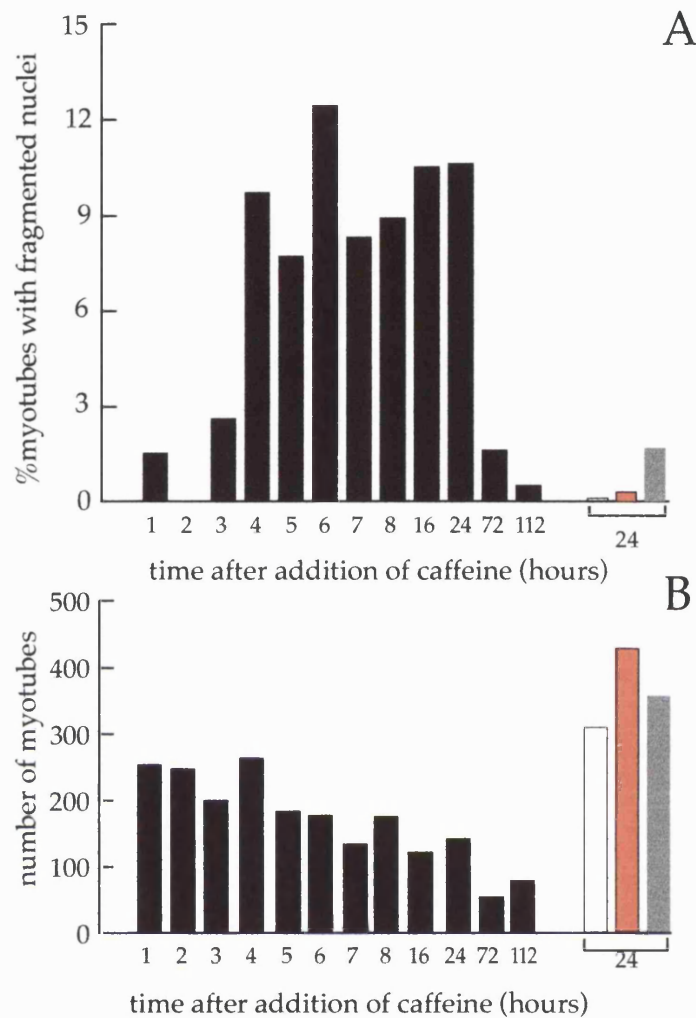 A
%myotubes with fragmented nuclei
15
12
9
6
3
0
1 2 3 4 5 6 7 8 16 24 72 112
24
time after addition of caffeine (hours)
B
number of myotubes
500
400
300
200
100
0
1 2 3 4 5 6 7 8 16 24 72 112
24
time after addition of caffeine (hours)